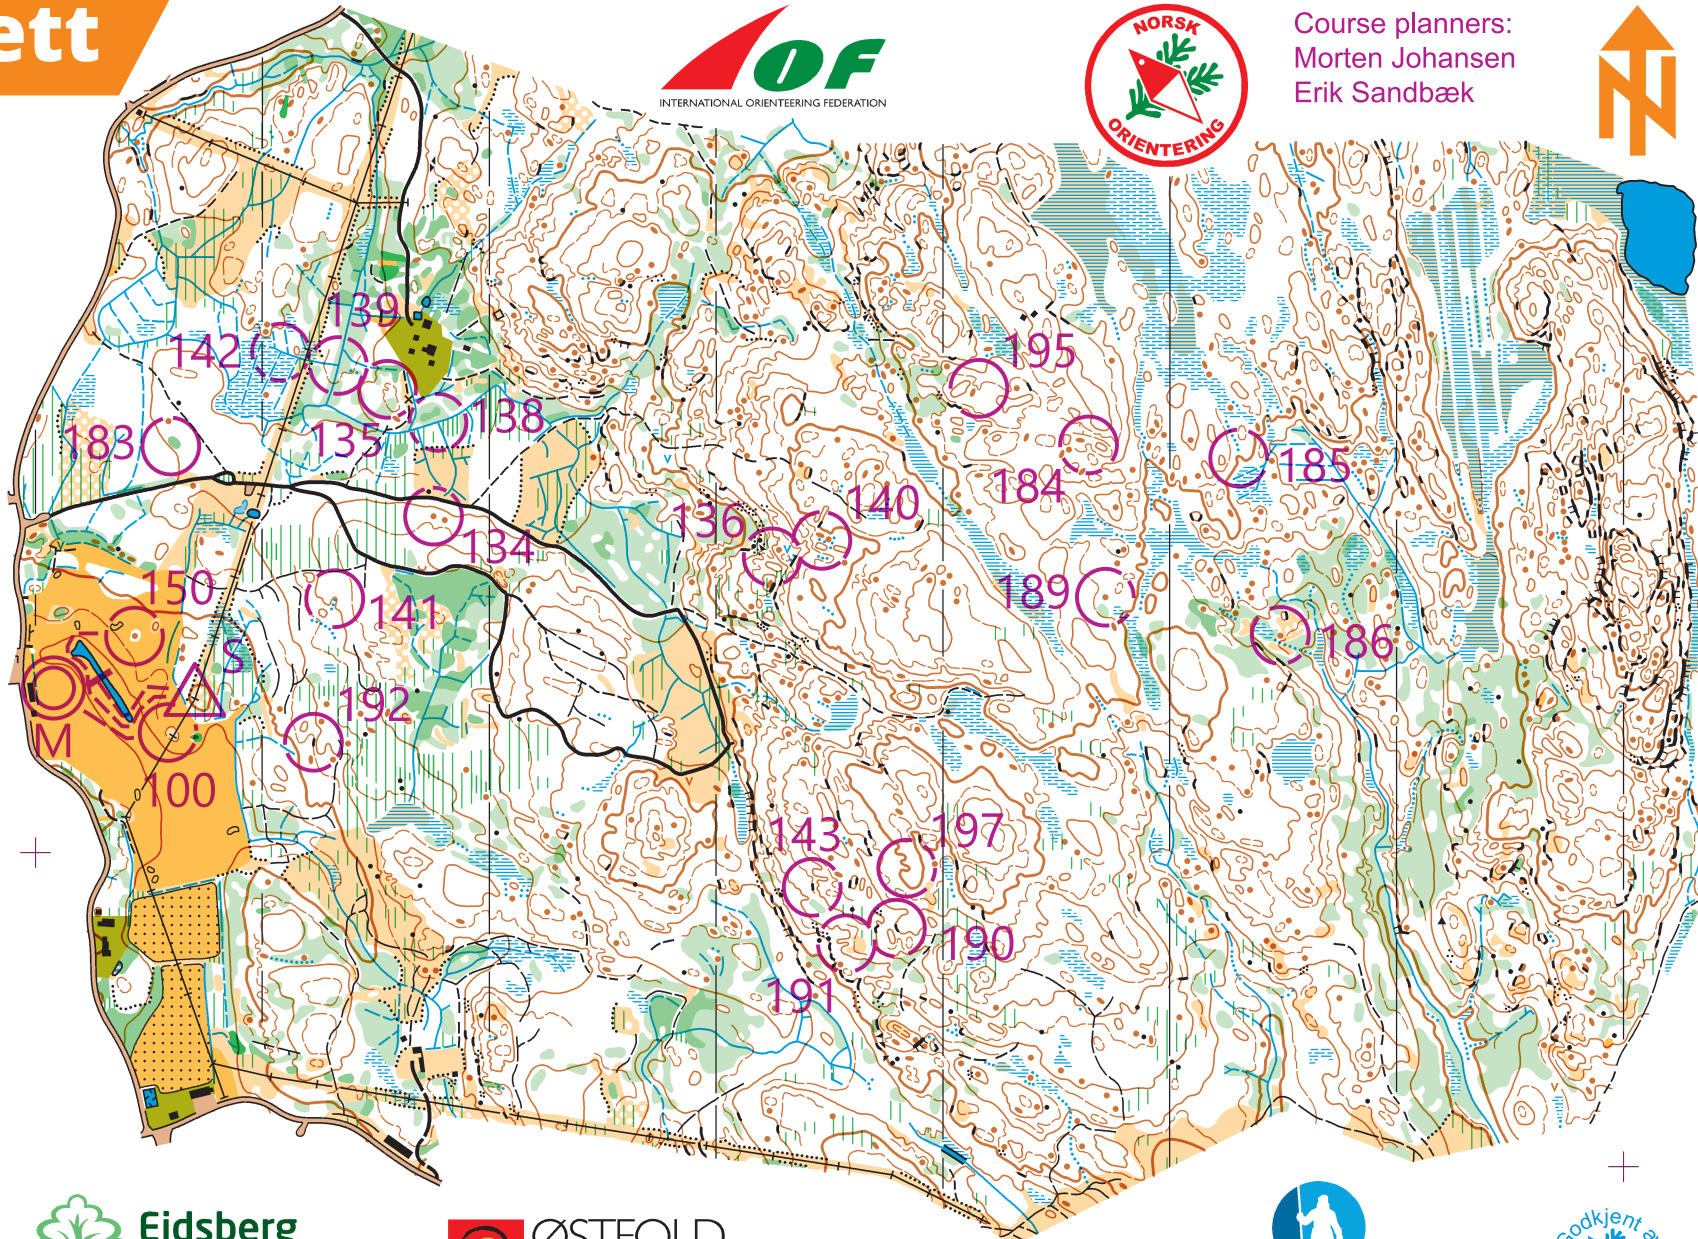 ett
INTERNATIONAL ORIENTEERING FEDERATION
NORSK
ORIENTERING
Course planners:
Morten Johansen
Erik Sandbæk
N
139
142
195
138
183
135
184
185
140
136
134
150
141
189
186
S
192
M
100
143
197
190
191
Eidsberg
ØSTFOLD
Godkjent a